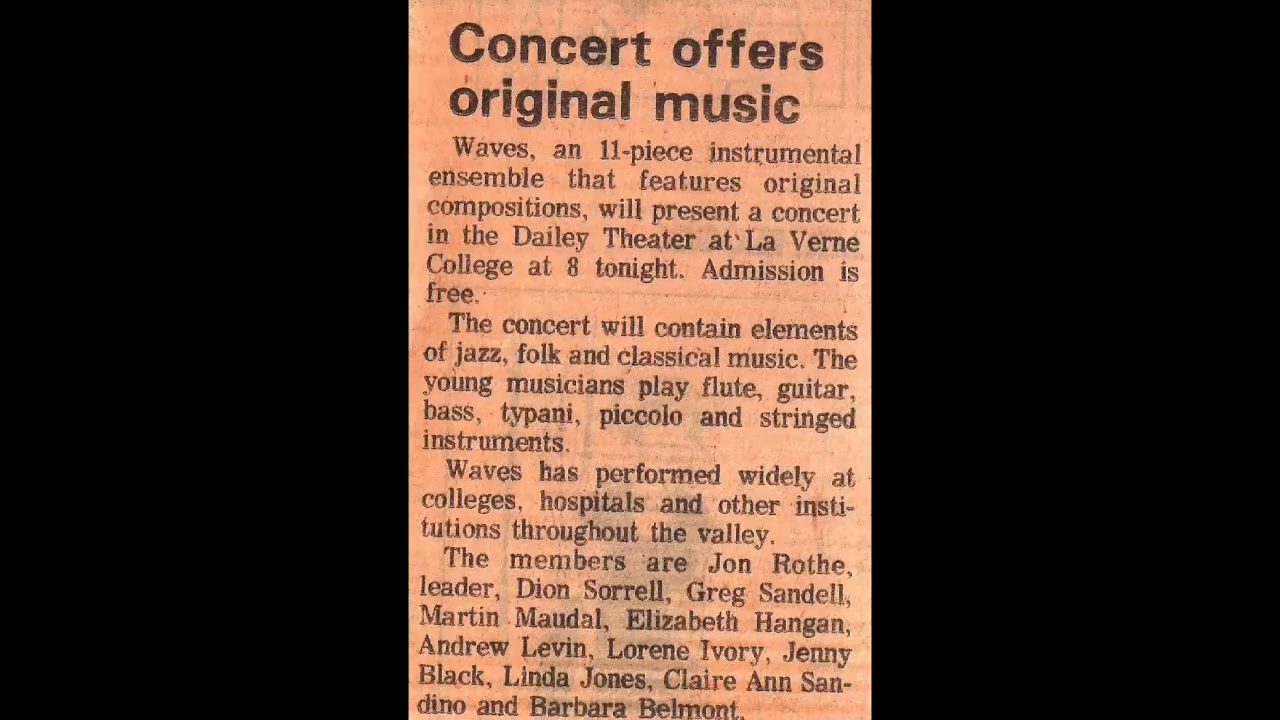 Concert offers
original music
Waves, an 11-piece instrumental
ensemble that features original
compositions, will present a concert
in the Dailey Theater at La Verne
College at 8 tonight. Admission is
free.
The concert will contain elements
of jazz, folk and classical music. The
young musicians play flute, guitar,
bass, typani, piccolo and stringed
instruments.
Waves has performed widely at
colleges, hospitals and other insti-
tutions throughout the valley.
The members are Jon Rothe,
leader, Dion Sorrell, Greg Sandell,
Martin Maudal, Elizabeth Hangan,
Andrew Levin, Lorene Ivory, Jenny
Black, Linda Jones, Claire Ann San-
dino and Barbara Belmont.